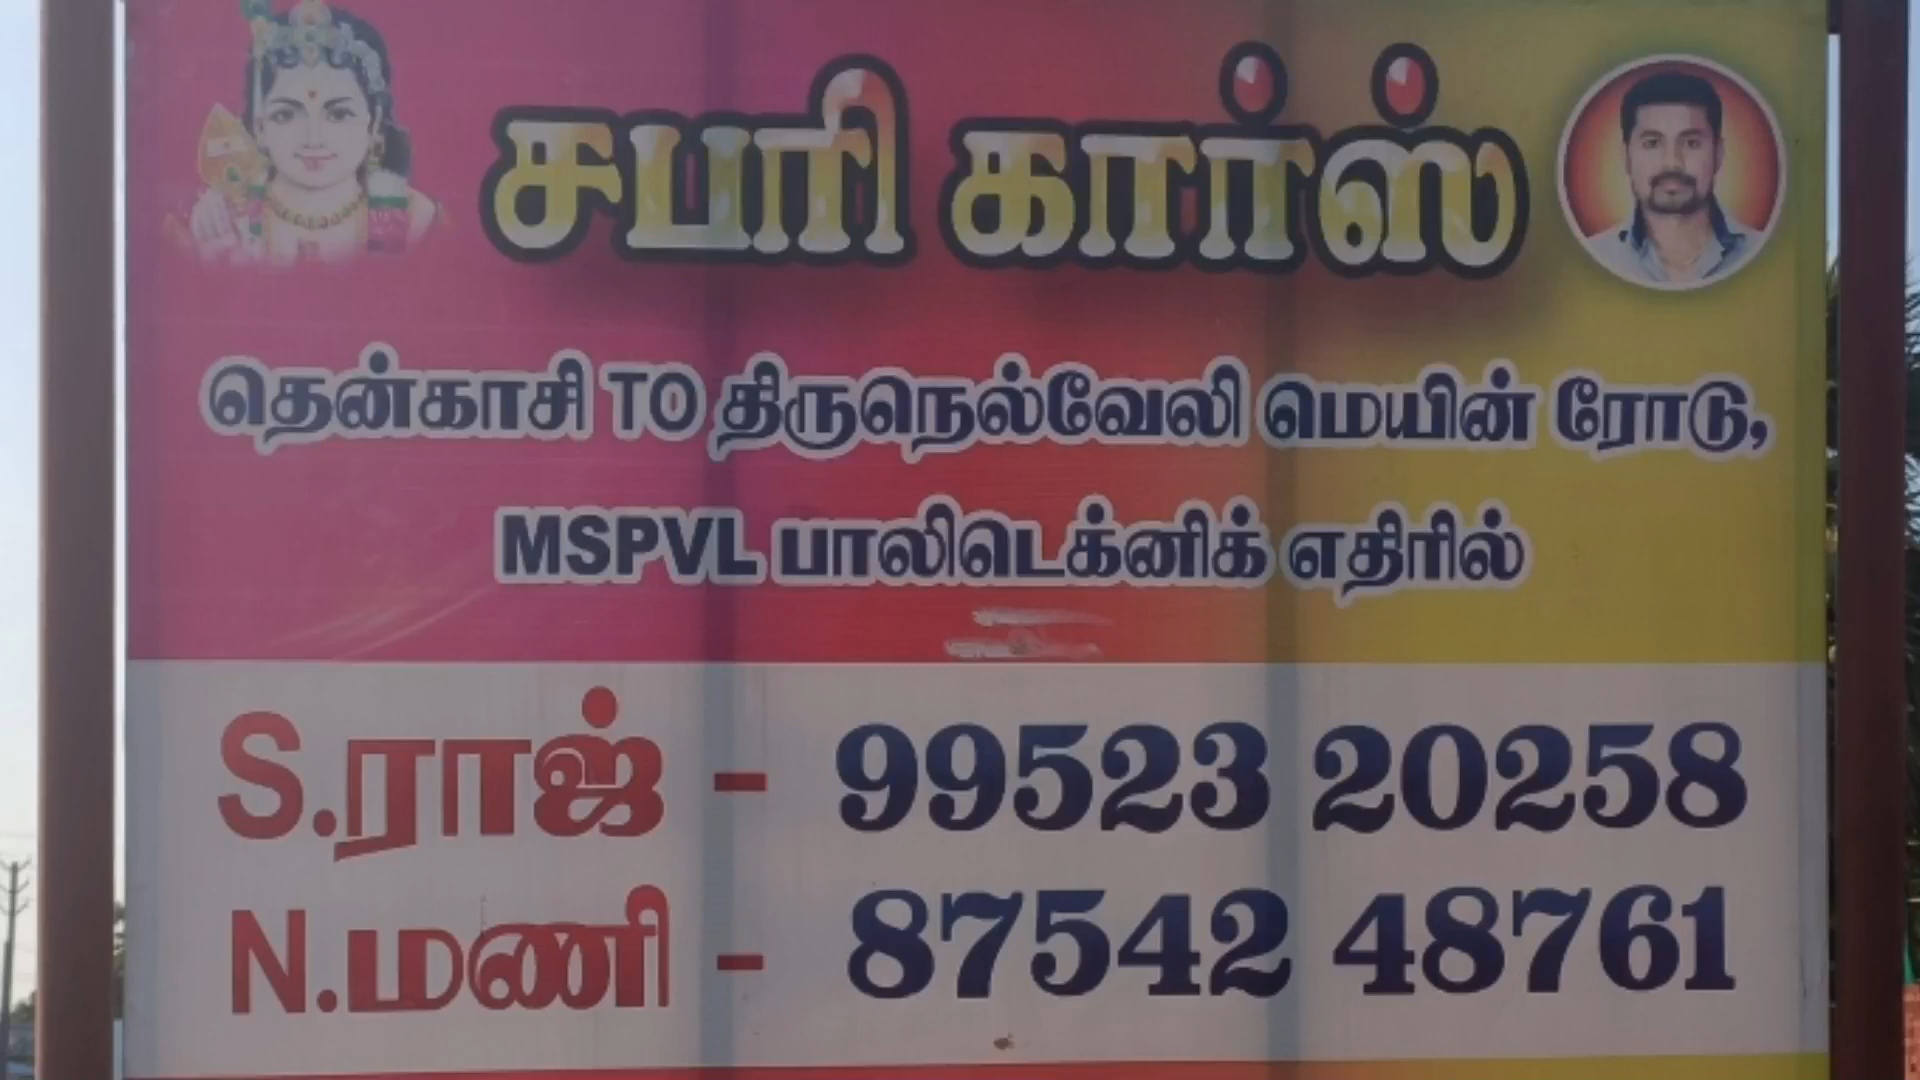 சபரி கார்ஸ்
தென்காசி TO திருநெல்வேலி மெயின் ரோடு,
MSPVL பாலிடெக்னிக் எதிரில்
S.ராஜ் - 99523 20258
N.மணி - 87542 48761